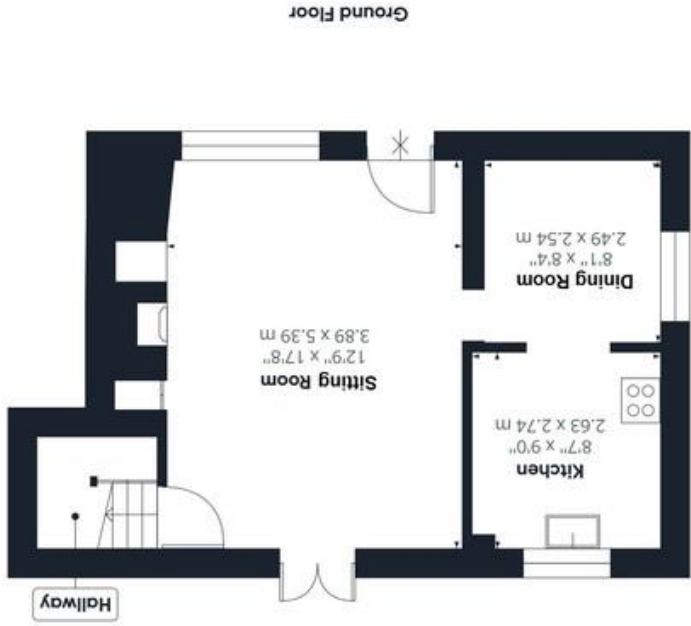 Hallway
Kitchen
8'7" x 9'0"
2.63 x 2.74 m
Sitting Room
12'9" x 17'8"
3.89 x 5.39 m
Dining Room
8'1" x 8'4"
2.49 x 2.54 m
Ground Floor